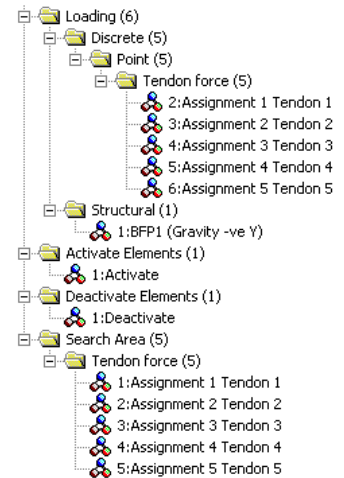 Loading (6)
Discrete (5)
Point (5)
Tendon force (5)
2:Assignment 1 Tendon 1
3:Assignment 2 Tendon 2
4:Assignment 3 Tendon 3
5:Assignment 4 Tendon 4
6:Assignment 5 Tendon 5
Structural (1)
1:BFP1 (Gravity -ve Y)
Activate Elements (1)
1:Activate
Deactivate Elements (1)
1:Deactivate
Search Area (5)
Tendon force (5)
1:Assignment 1 Tendon 1
2:Assignment 2 Tendon 2
3:Assignment 3 Tendon 3
4:Assignment 4 Tendon 4
5:Assignment 5 Tendon 5